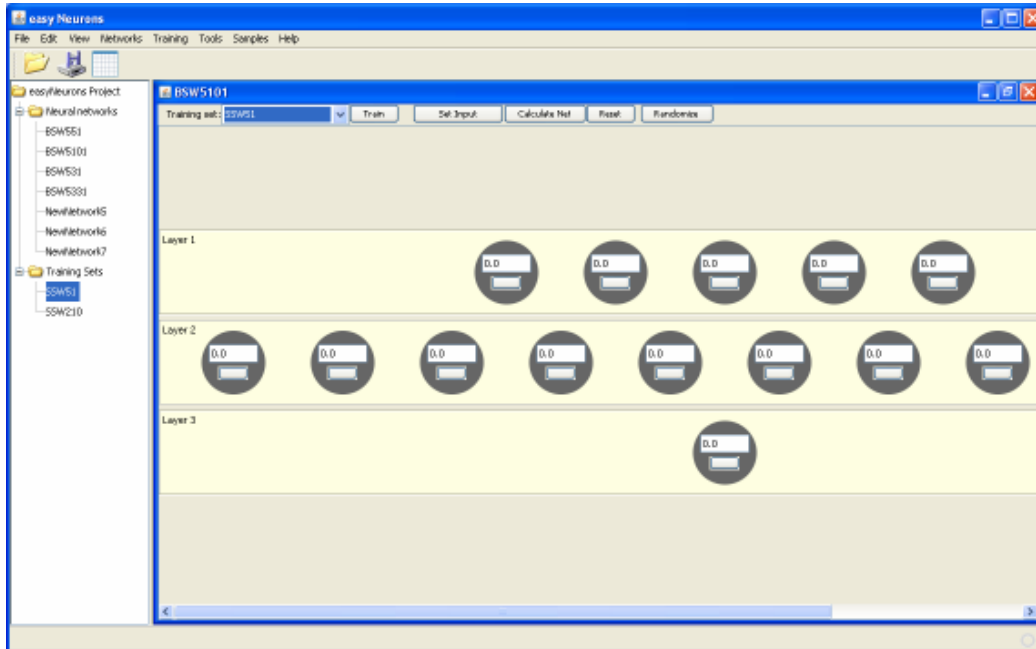 easy Neurons
File Edit View Networks Training Tools Samples Help
easyNeurons Project
Neural networks
BSW551
BSW5101
BSW531
BSW5331
NewNetwork5
NewNetwork6
NewNetwork7
Training Sets
SSW51
SSW210
BSW5101
Training set: SSW51 Train Set Input Calculate Net Reset Randomize
Layer 1
0.0 0.0 0.0 0.0 0.0
Layer 2
0.0 0.0 0.0 0.0 0.0 0.0 0.0 0.0
Layer 3
0.0